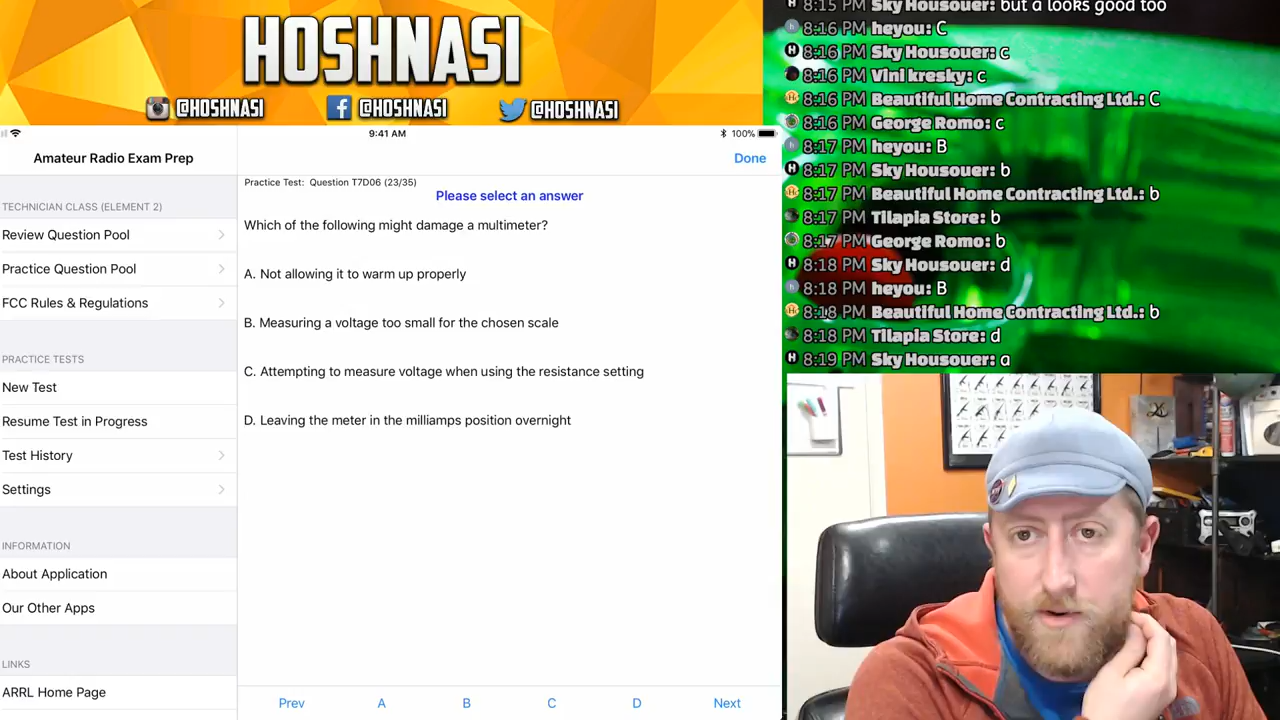 HOSHNASI
@HOSHNASI
@HOSHNASI
@HOSHNASI
9:41 AM
100%
Amateur Radio Exam Prep
Done
TECHNICIAN CLASS (ELEMENT 2)
Review Question Pool
Practice Question Pool
FCC Rules & Regulations
PRACTICE TESTS
New Test
Resume Test in Progress
Test History
Settings
INFORMATION
About Application
Our Other Apps
LINKS
ARRL Home Page
Practice Test: Question T7D06 (23/35)
Please select an answer
Which of the following might damage a multimeter?
A. Not allowing it to warm up properly
B. Measuring a voltage too small for the chosen scale
C. Attempting to measure voltage when using the resistance setting
D. Leaving the meter in the milliamps position overnight
Prev
A
B
C
D
Next
8:15 PM Sky Housouer: but a looks good too
8:16 PM heyou: C
8:16 PM Sky Housouer: c
8:16 PM Vini kresky: c
8:16 PM Beautiful Home Contracting Ltd.: C
8:16 PM George Romo: c
8:17 PM heyou: B
8:17 PM Sky Housouer: b
8:17 PM Beautiful Home Contracting Ltd.: b
8:17 PM Tilapia Store: b
8:17 PM George Romo: b
8:18 PM Sky Housouer: d
8:18 PM heyou: B
8:18 PM Beautiful Home Contracting Ltd.: b
8:18 PM Tilapia Store: d
8:19 PM Sky Housouer: a